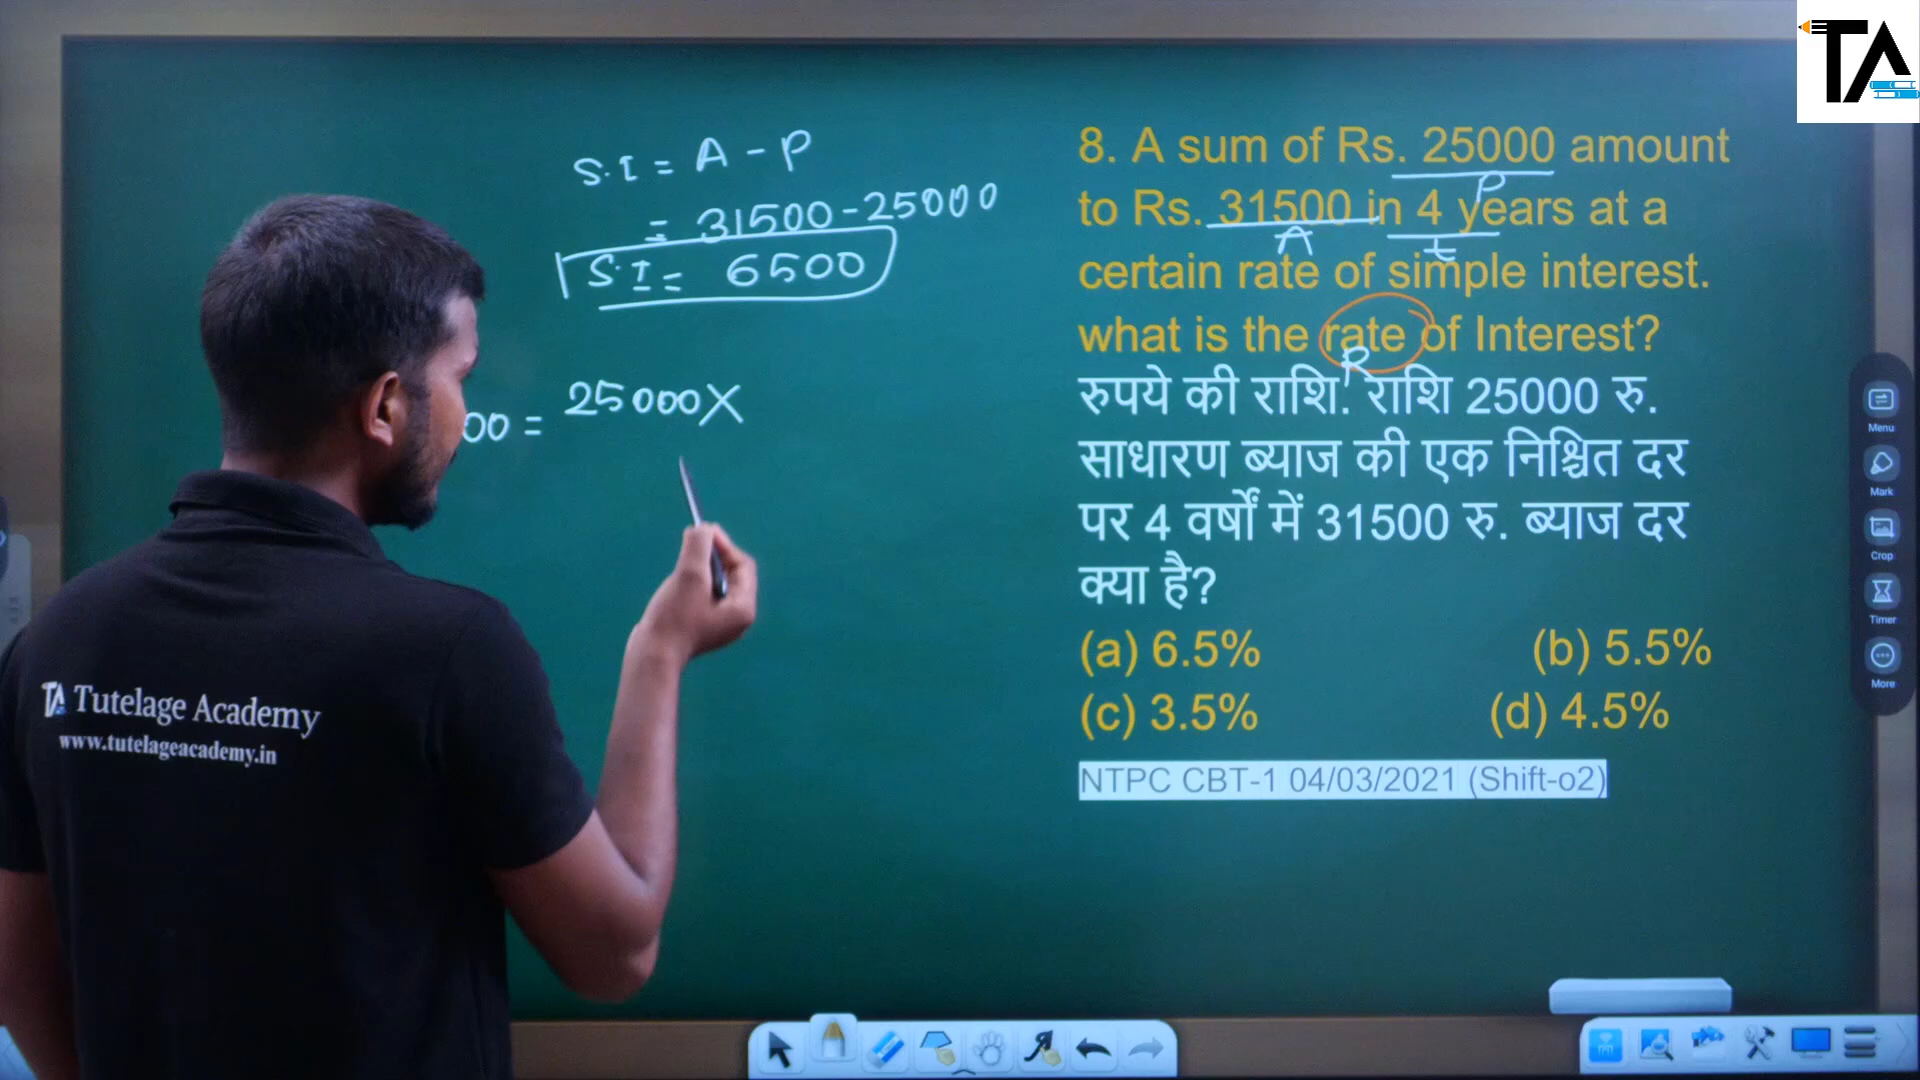 TA
S.I = A - P
= 31500-25000
S.I = 6500
00 = 25000X
8. A sum of Rs. 25000 amount
P
to Rs. 31500 in 4 years at a
A t
certain rate of simple interest.
what is the rate of Interest?
R
रुपये की राशि. राशि 25000 रु.
साधारण ब्याज की एक निश्चित दर
पर 4 वर्षों में 31500 रु. ब्याज दर
क्या है?
(a) 6.5% (b) 5.5%
(c) 3.5% (d) 4.5%
NTPC CBT-1 04/03/2021 (Shift-o2)
TA Tutelage Academy
www.tutelageacademy.in
Menu
Mark
Crop
Timer
More